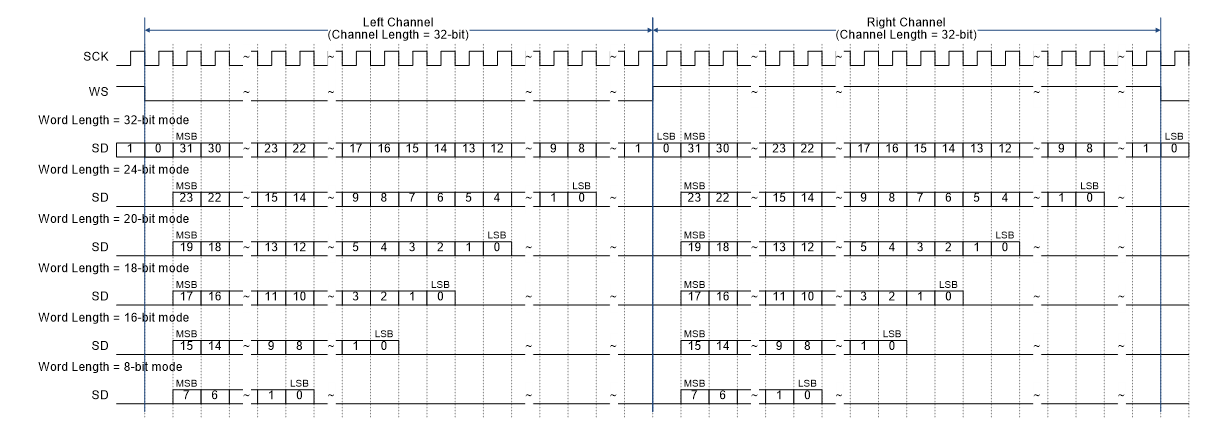 Left Channel
(Channel Length = 32-bit)
Right Channel
(Channel Length = 32-bit)
SCK ~ ~ ~ ~ ~ ~ ~ ~
WS ~ ~ ~ ~ ~ ~
Word Length = 32-bit mode
MSB LSB MSB LSB
SD 1 0 31 30 ~ 23 22 ~ 17 16 15 14 13 12 ~ 9 8 ~ 1 0 31 30 ~ 23 22 ~ 17 16 15 14 13 12 ~ 9 8 ~ 1 0
Word Length = 24-bit mode
MSB LSB MSB LSB
SD 23 22 ~ 15 14 ~ 9 8 7 6 5 4 ~ 1 0 ~ 23 22 ~ 15 14 ~ 9 8 7 6 5 4 ~ 1 0 ~
Word Length = 20-bit mode
MSB LSB MSB LSB
SD 19 18 ~ 13 12 ~ 5 4 3 2 1 0 ~ ~ 19 18 ~ 13 12 ~ 5 4 3 2 1 0 ~ ~
Word Length = 18-bit mode
MSB LSB MSB LSB
SD 17 16 ~ 11 10 ~ 3 2 1 0 ~ ~ 17 16 ~ 11 10 ~ 3 2 1 0 ~ ~
Word Length = 16-bit mode
MSB LSB MSB LSB
SD 15 14 ~ 9 8 ~ 1 0 ~ ~ 15 14 ~ 9 8 ~ 1 0 ~ ~
Word Length = 8-bit mode
MSB LSB MSB LSB
SD 7 6 ~ 1 0 ~ ~ ~ 7 6 ~ 1 0 ~ ~ ~